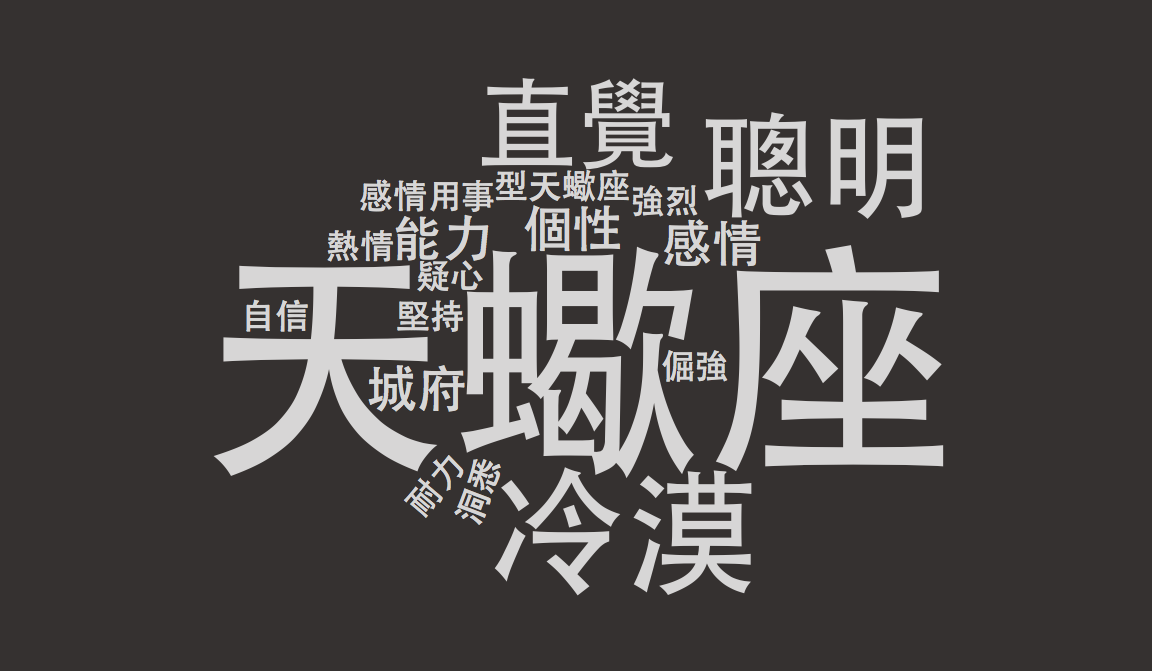 直覺
聰明
型天蠍座
感情用事
強烈
個性
能力
感情
熱情
疑心
天蠍座
自信
堅持
倔強
城府
耐力
洞悉
冷漠